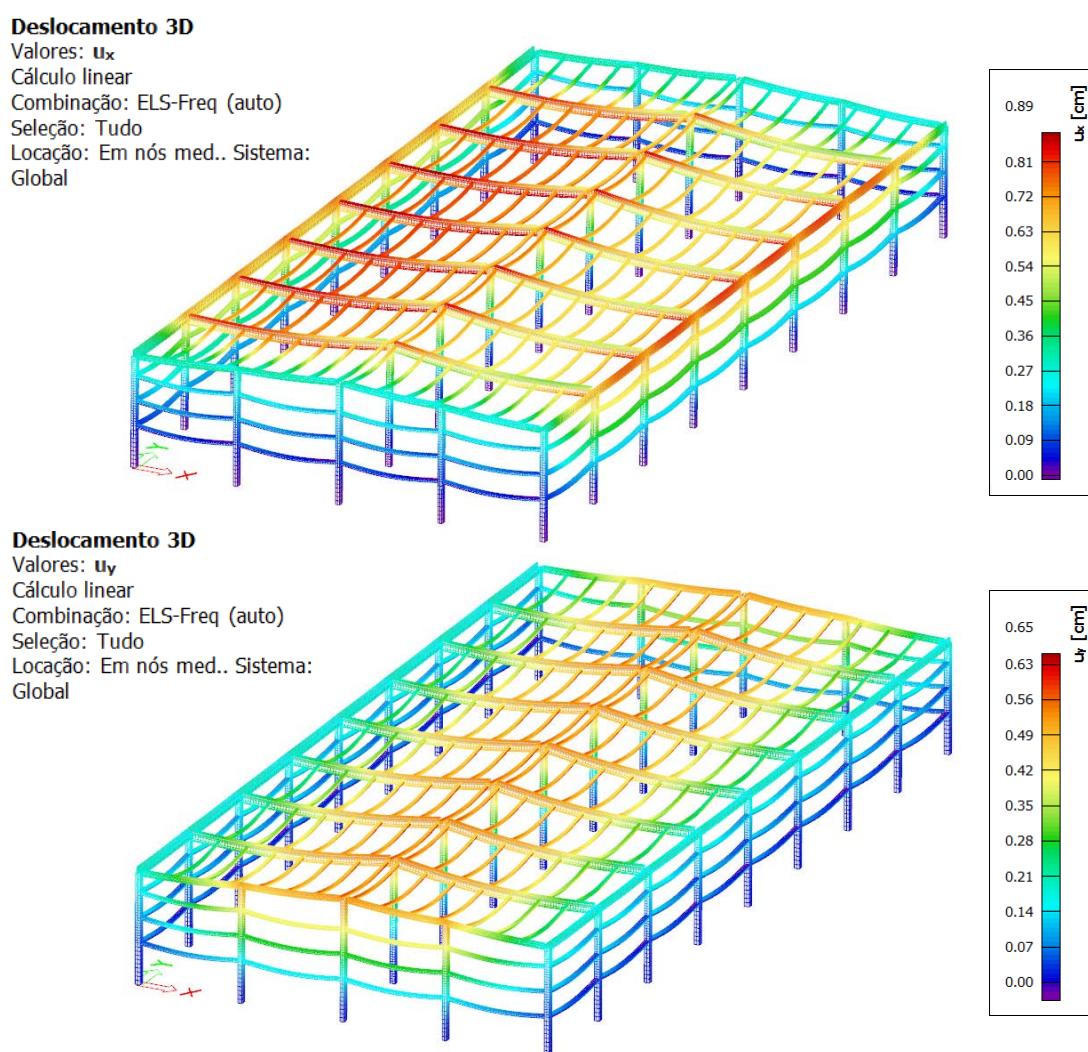 Deslocamento 3D
Valores: uₓ
Cálculo linear
Combinação: ELS-Freq (auto)
Seleção: Tudo
Locação: Em nós med.. Sistema:
Global
ux [cm]
0.89
0.81
0.72
0.63
0.54
0.45
0.36
0.27
0.18
0.09
0.00
Y
X
Deslocamento 3D
Valores: uy
Cálculo linear
Combinação: ELS-Freq (auto)
Seleção: Tudo
Locação: Em nós med.. Sistema:
Global
uy [cm]
0.65
0.63
0.56
0.49
0.42
0.35
0.28
0.21
0.14
0.07
0.00
Y
X